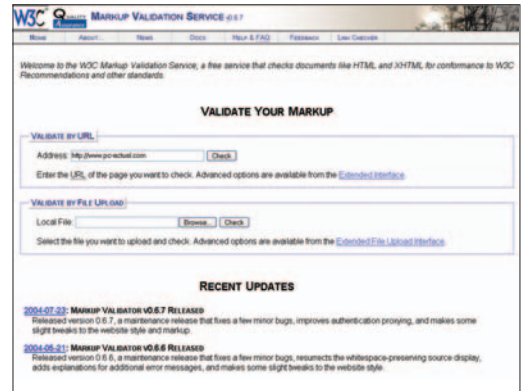 W3C QUALITY ASSURANCE MARKUP VALIDATION SERVICE v0.6.7
HOME ABOUT... NEWS DOCS HELP & FAQ FEEDBACK LINK CHECKER
Welcome to the W3C Markup Validation Service; a free service that checks documents like HTML and XHTML for conformance to W3C
Recommendations and other standards.
VALIDATE YOUR MARKUP
VALIDATE BY URL
Address: http://www.pc-actual.com Check
Enter the URL of the page you want to check. Advanced options are available from the Extended Interface.
VALIDATE BY FILE UPLOAD
Local File: Browse... Check
Select the file you want to upload and check. Advanced options are available from the Extended File Upload Interface.
RECENT UPDATES
2004-07-23: MARKUP VALIDATOR V0.6.7 RELEASED
Released version 0.6.7, a maintenance release that fixes a few minor bugs, improves authentication proxying, and makes some
slight tweaks to the website style and markup.
2004-05-21: MARKUP VALIDATOR V0.6.6 RELEASED
Released version 0.6.6, a maintenance release that fixes a few minor bugs, resurrects the whitespace-preserving source display,
adds explanations for additional error messages, and makes some slight tweaks to the website style.